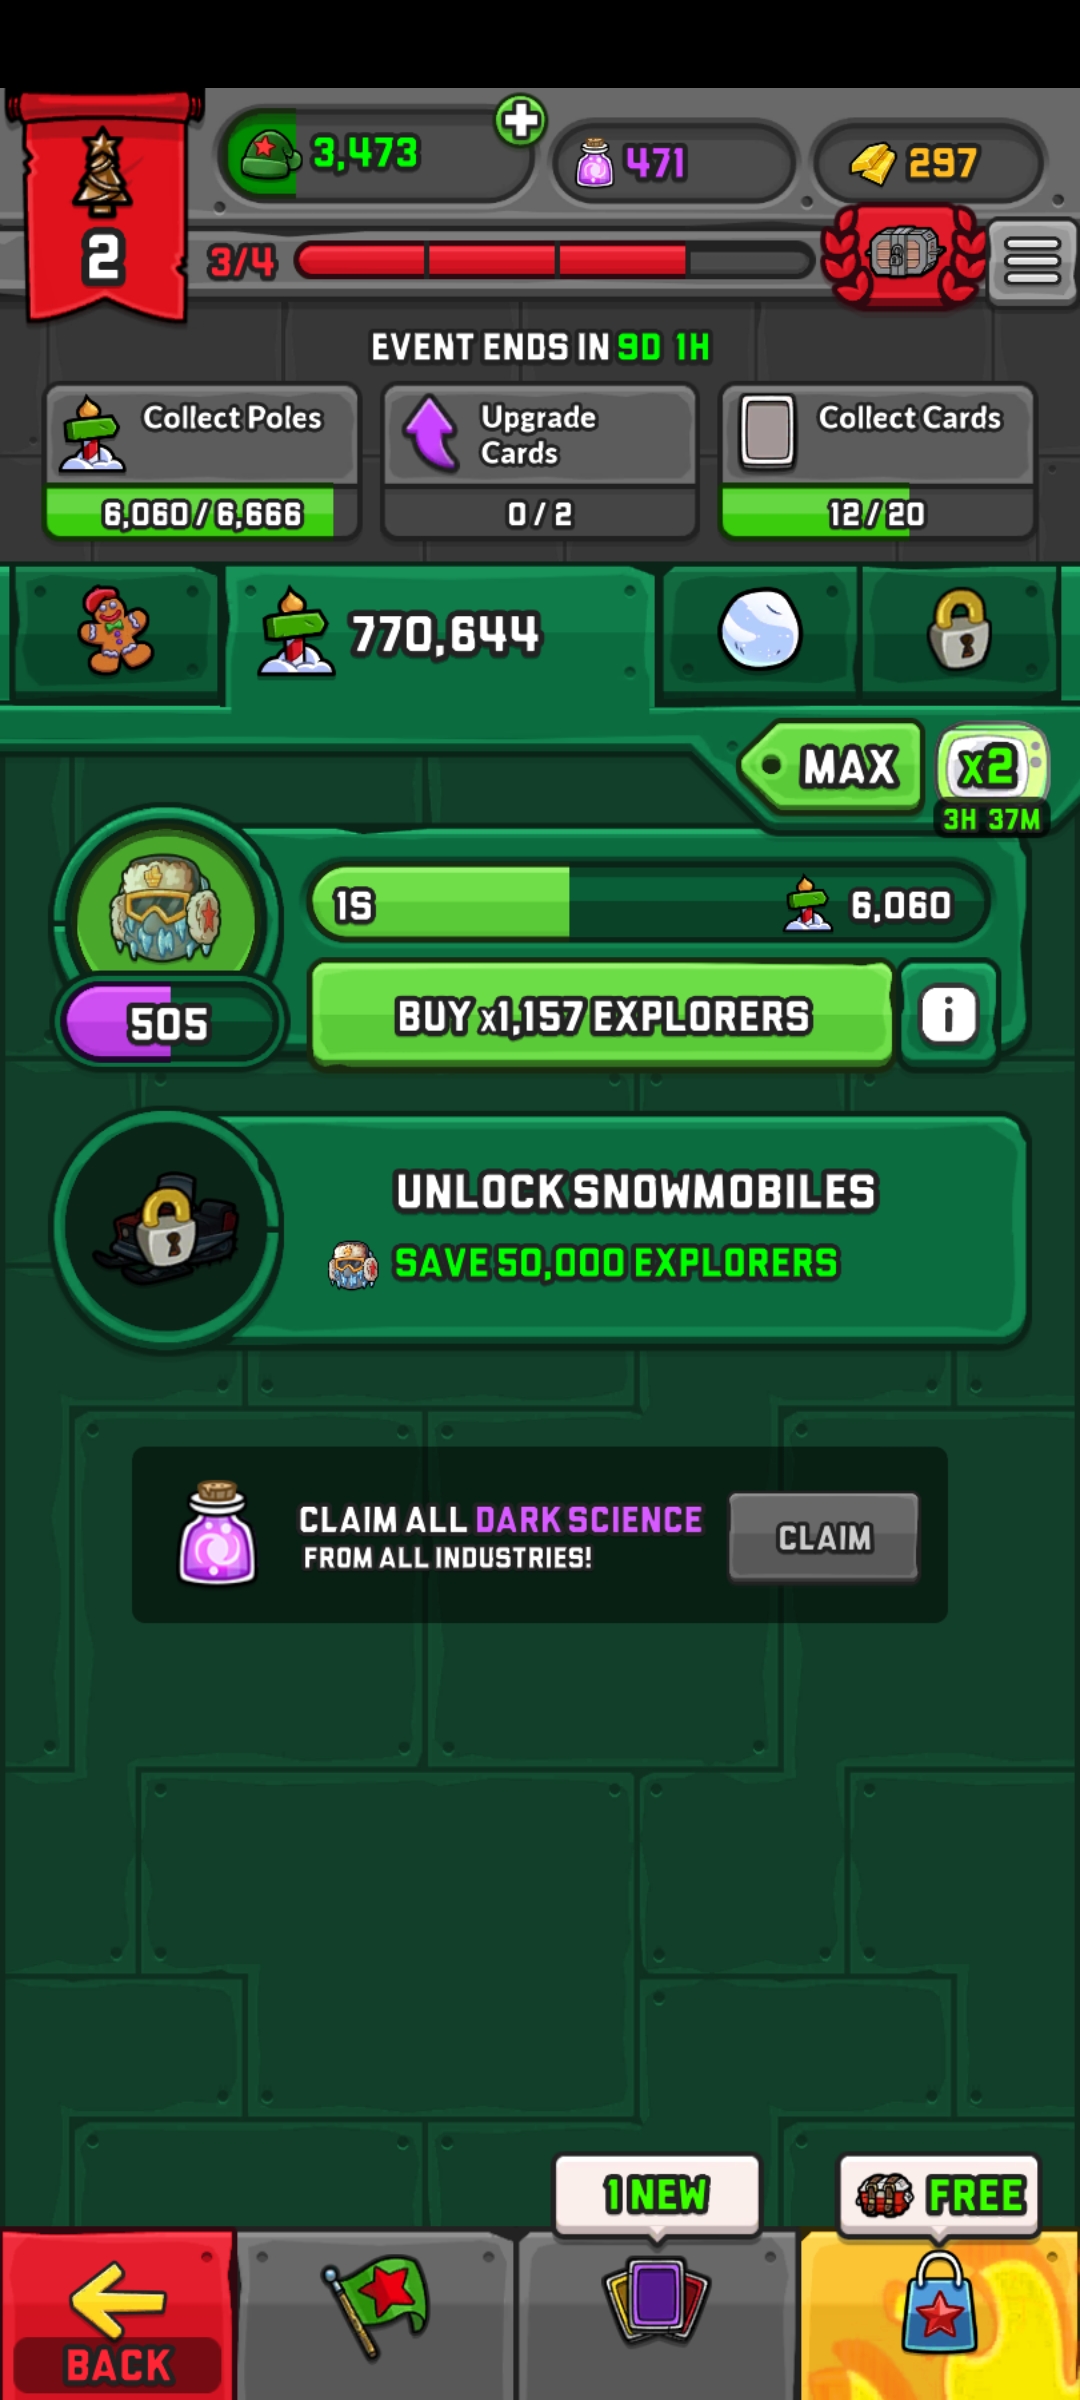 3,473
471
297
2
3/4
EVENT ENDS IN 9D 1H
Collect Poles
6,060/6,666
Upgrade
Cards
0/2
Collect Cards
12/20
770,644
MAX
x2
3H 37M
1S
6,060
505
BUY x1,157 EXPLORERS
i
UNLOCK SNOWMOBILES
SAVE 50,000 EXPLORERS
CLAIM ALL DARK SCIENCE
FROM ALL INDUSTRIES!
CLAIM
1 NEW
FREE
BACK